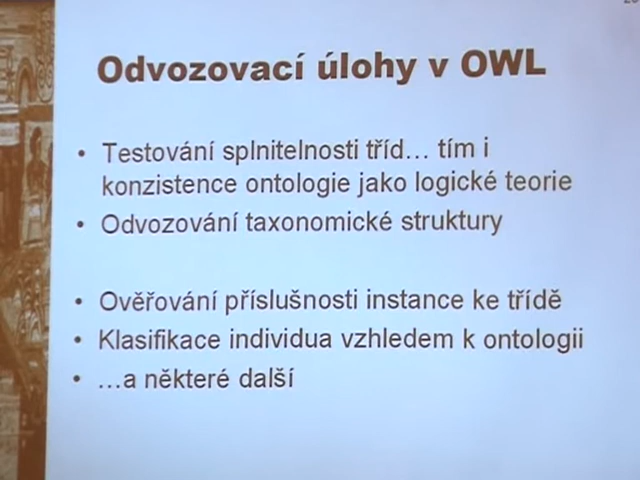 Odvozovací úlohy v OWL
• Testování splnitelnosti tříd... tím i
konzistence ontologie jako logické teorie
• Odvozování taxonomické struktury
• Ověřování příslušnosti instance ke třídě
• Klasifikace individua vzhledem k ontologii
• ...a některé další